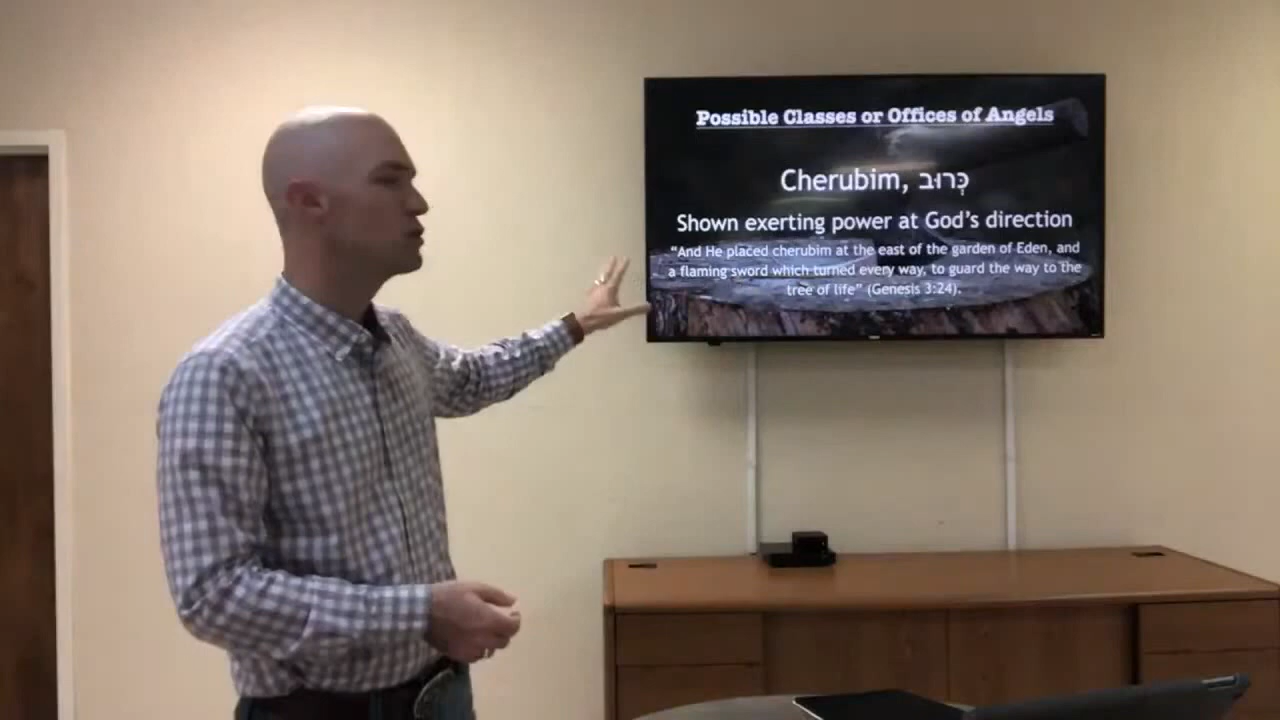 Possible Classes or Offices of Angels
Cherubim, כְּרוּב
Shown exerting power at God's direction
“And He placed cherubim at the east of the garden of Eden, and
a flaming sword which turned every way, to guard the way to the
tree of life” (Genesis 3:24).